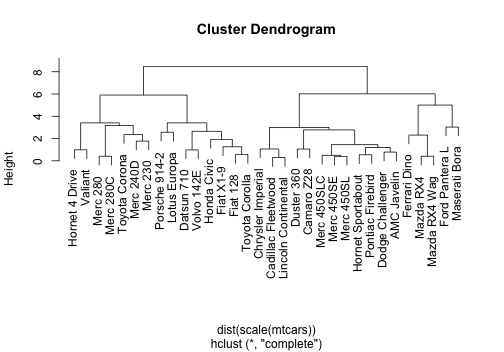 Cluster Dendrogram
Height
8
6
4
2
0
Hornet 4 Drive
Valiant
Merc 280
Merc 280C
Toyota Corona
Merc 240D
Merc 230
Porsche 914-2
Lotus Europa
Datsun 710
Volvo 142E
Honda Civic
Fiat X1-9
Fiat 128
Toyota Corolla
Chrysler Imperial
Cadillac Fleetwood
Lincoln Continental
Duster 360
Camaro Z28
Merc 450SLC
Merc 450SE
Merc 450SL
Hornet Sportabout
Pontiac Firebird
Dodge Challenger
AMC Javelin
Ferrari Dino
Mazda RX4
Mazda RX4 Wag
Ford Pantera L
Maserati Bora
dist(scale(mtcars))
hclust (*, "complete")